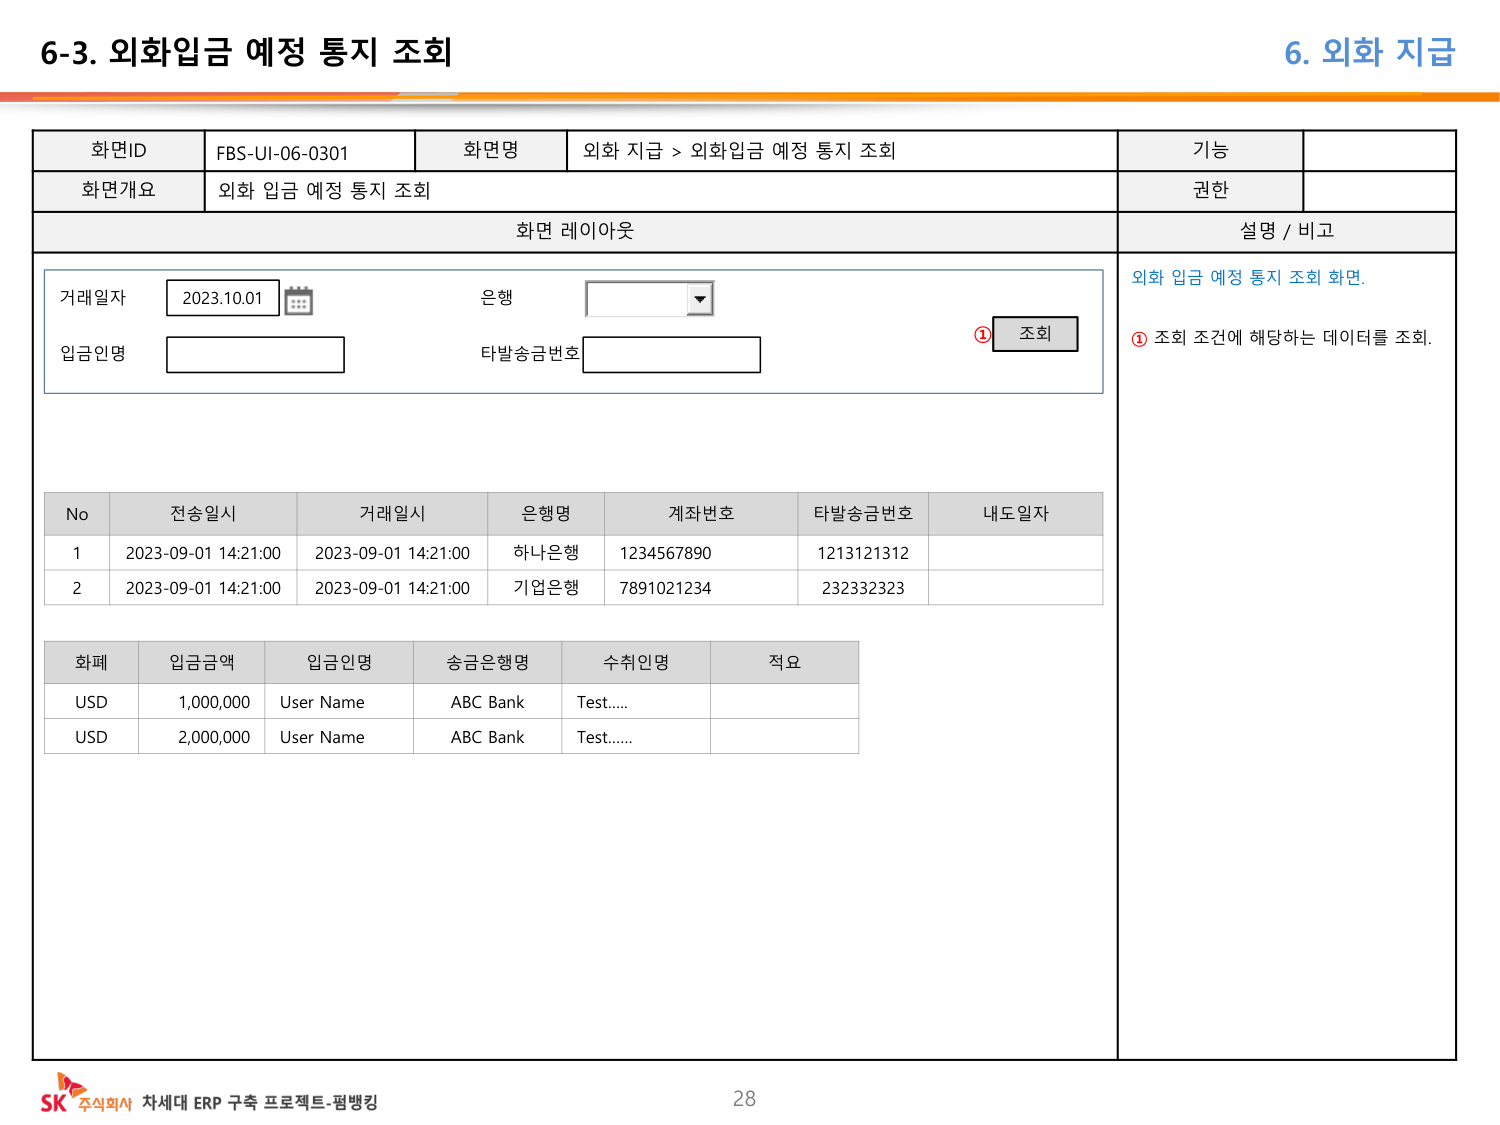 6-3. 외화입금 예정 통지 조회
6. 외화 지급
화면ID FBS-UI-06-0301 화면명 외화 지급 > 외화입금 예정 통지 조회 기능
화면개요 외화 입금 예정 통지 조회 권한
화면 레이아웃 설명 / 비고
거래일자 2023.10.01 은행
입금인명 타발송금번호
① 조회
외화 입금 예정 통지 조회 화면.
① 조회 조건에 해당하는 데이터를 조회.
No 전송일시 거래일시 은행명 계좌번호 타발송금번호 내도일자
1 2023-09-01 14:21:00 2023-09-01 14:21:00 하나은행 1234567890 1213121312
2 2023-09-01 14:21:00 2023-09-01 14:21:00 기업은행 7891021234 232332323
화폐 입금금액 입금인명 송금은행명 수취인명 적요
USD 1,000,000 User Name ABC Bank Test.....
USD 2,000,000 User Name ABC Bank Test......
SK 주식회사 차세대 ERP 구축 프로젝트-펌뱅킹
28